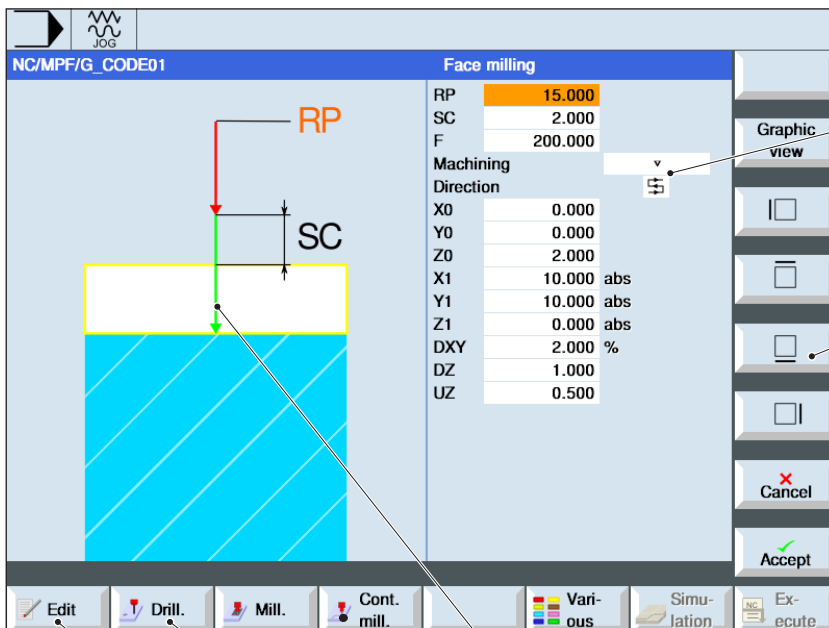 JOG
NC/MPF/G_CODE01
Face milling
RP
SC
RP 15.000
SC 2.000
F 200.000
Machining ▿
Direction
X0 0.000
Y0 0.000
Z0 2.000
X1 10.000 abs
Y1 10.000 abs
Z1 0.000 abs
DXY 2.000 %
DZ 1.000
UZ 0.500
Graphic
view
Cancel
Accept
Edit
Drill.
Mill.
Cont.
mill.
Vari-
ous
Simu-
lation
NC
Ex-
ecute